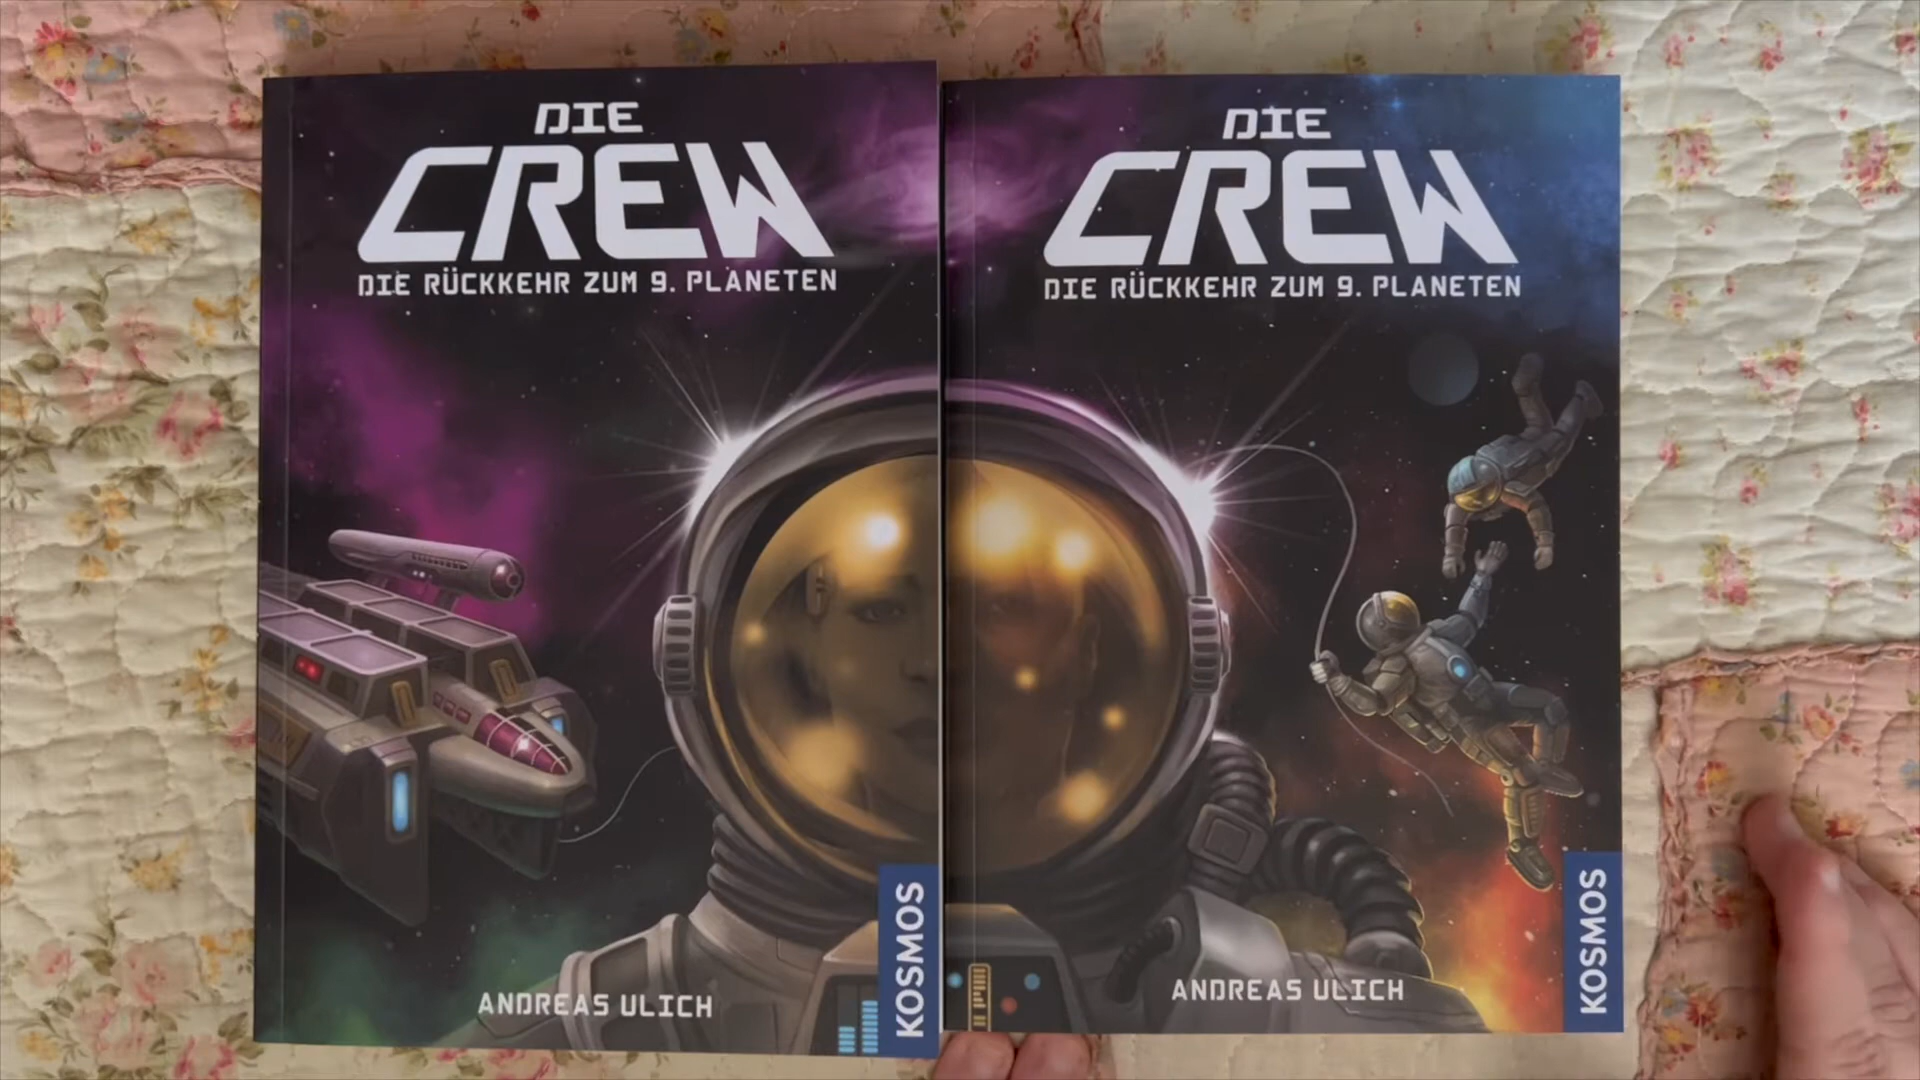 DIE
CREW
DIE RÜCKKEHR ZUM 9. PLANETEN
ANDREAS ULICH
KOSMOS
DIE
CREW
DIE RÜCKKEHR ZUM 9. PLANETEN
ANDREAS ULICH
KOSMOS